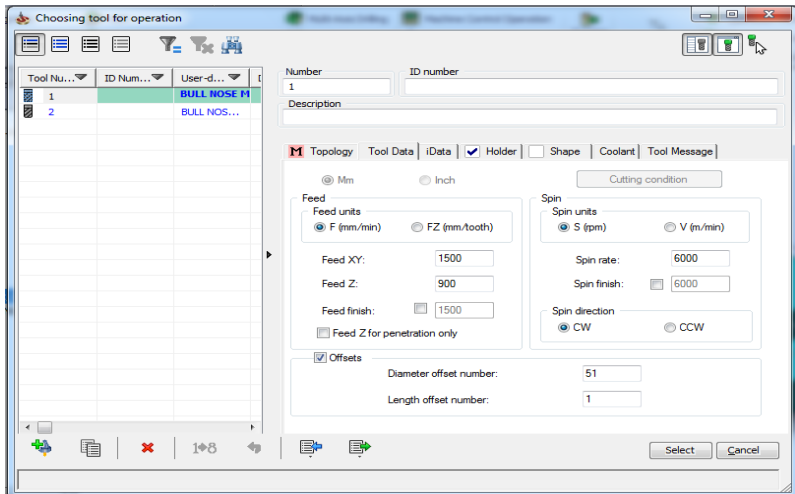 Choosing tool for operation
Number
ID number
Tool Nu...
ID Num...
User-d...
1
1
BULL NOSE M
2
BULL NOS...
Description
M Topology
Tool Data
iData
Holder
Shape
Coolant
Tool Message
Mm
Inch
Cutting condition
Feed
Feed units
F (mm/min)
FZ (mm/tooth)
Feed XY:
1500
Feed Z:
900
Feed finish:
1500
Feed Z for penetration only
Spin
Spin units
S (rpm)
V (m/min)
Spin rate:
6000
Spin finish:
6000
Spin direction
CW
CCW
Offsets
Diameter offset number:
51
Length offset number:
1
1 8
Select
Cancel